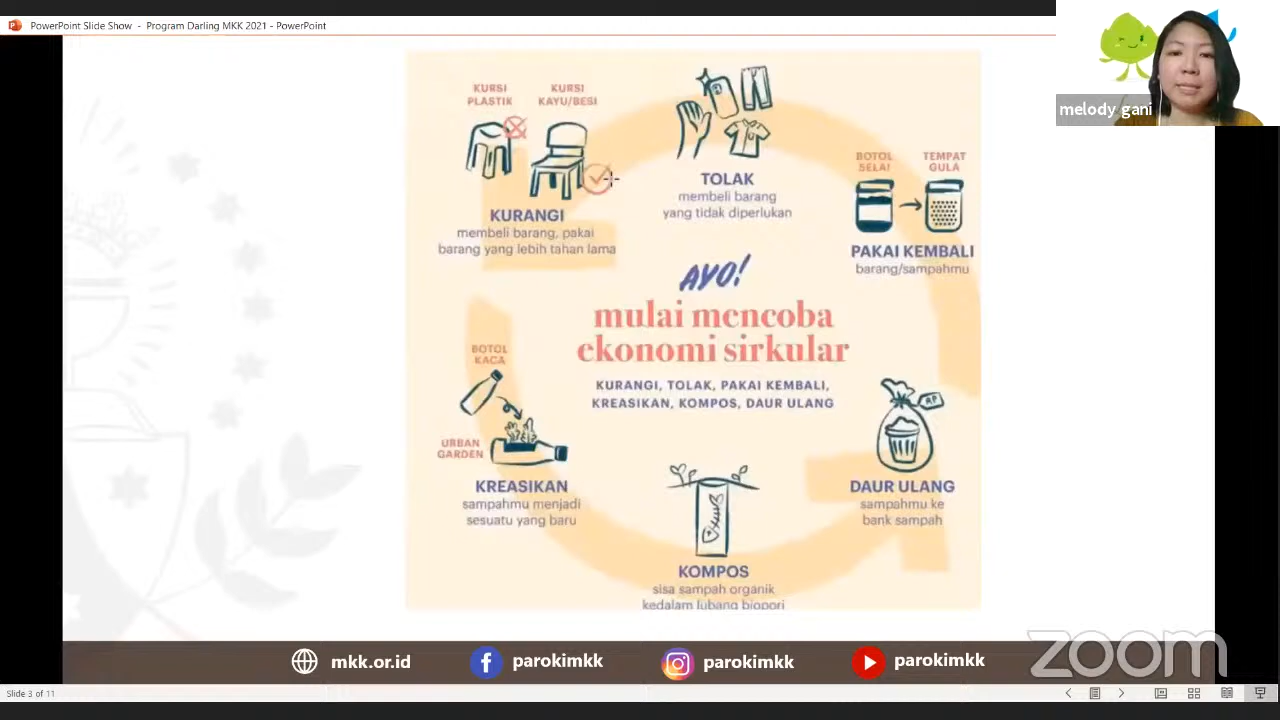 PowerPoint Slide Show - Program Darling MKK 2021 - PowerPoint
melody gani
KURSI
PLASTIK
KURSI
KAYU/BESI
KURANGI
membeli barang, pakai
barang yang lebih tahan lama
TOLAK
membeli barang
yang tidak diperlukan
BOTOL
SELAI
TEMPAT
GULA
PAKAI KEMBALI
barang/sampahmu
AYO!
mulai mencoba
ekonomi sirkular
KURANGI, TOLAK, PAKAI KEMBALI,
KREASIKAN, KOMPOS, DAUR ULANG
BOTOL
KACA
URBAN
GARDEN
KREASIKAN
sampahmu menjadi
sesuatu yang baru
KOMPOS
sisa sampah organik
kedalam lubang biopori
RP
DAUR ULANG
sampahmu ke
bank sampah
mkk.or.id
parokimkk
parokimkk
parokimkk
zoom
Slide 3 of 11